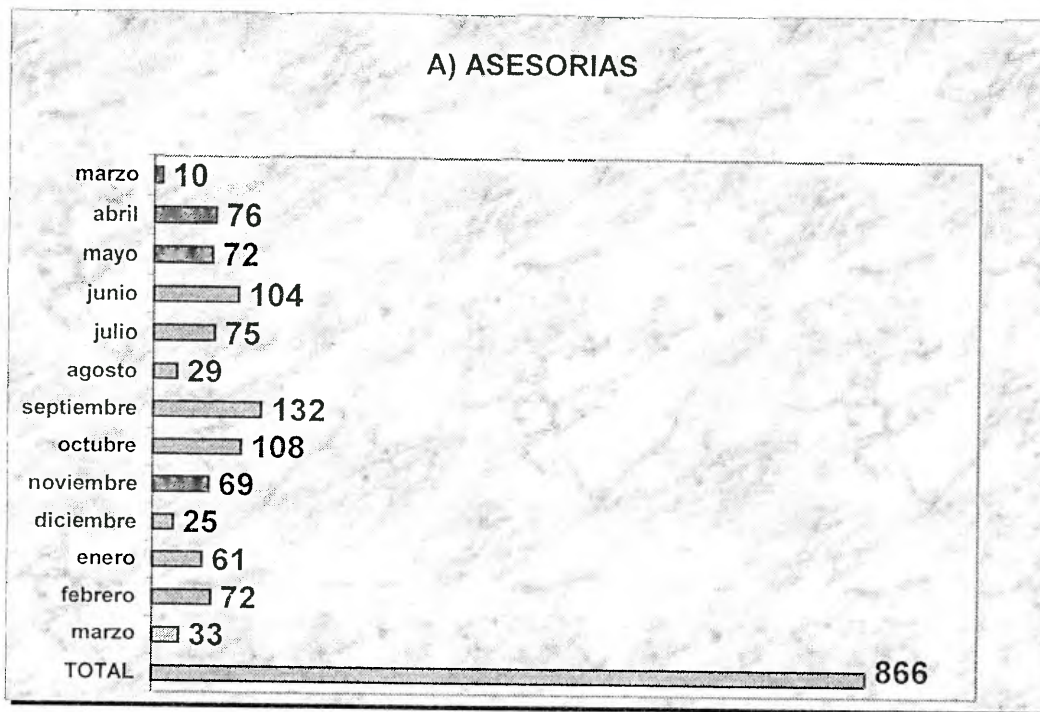 A) ASESORIAS
marzo 10
abril 76
mayo 72
junio 104
julio 75
agosto 29
septiembre 132
octubre 108
noviembre 69
diciembre 25
enero 61
febrero 72
marzo 33
TOTAL 866